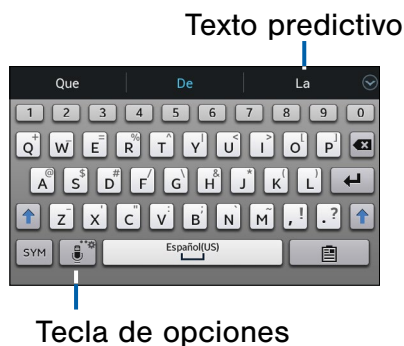 Texto predictivo
Que De La
1 2 3 4 5 6 7 8 9 0
Q + W - E = R % T ^ Y | U < I > O [ P ]
A @ S $ D # F / G \ H & J * K ( L )
Z - X ' C " V : B ; N M ~ , ! . ?
SYM Español(US)
Tecla de opciones